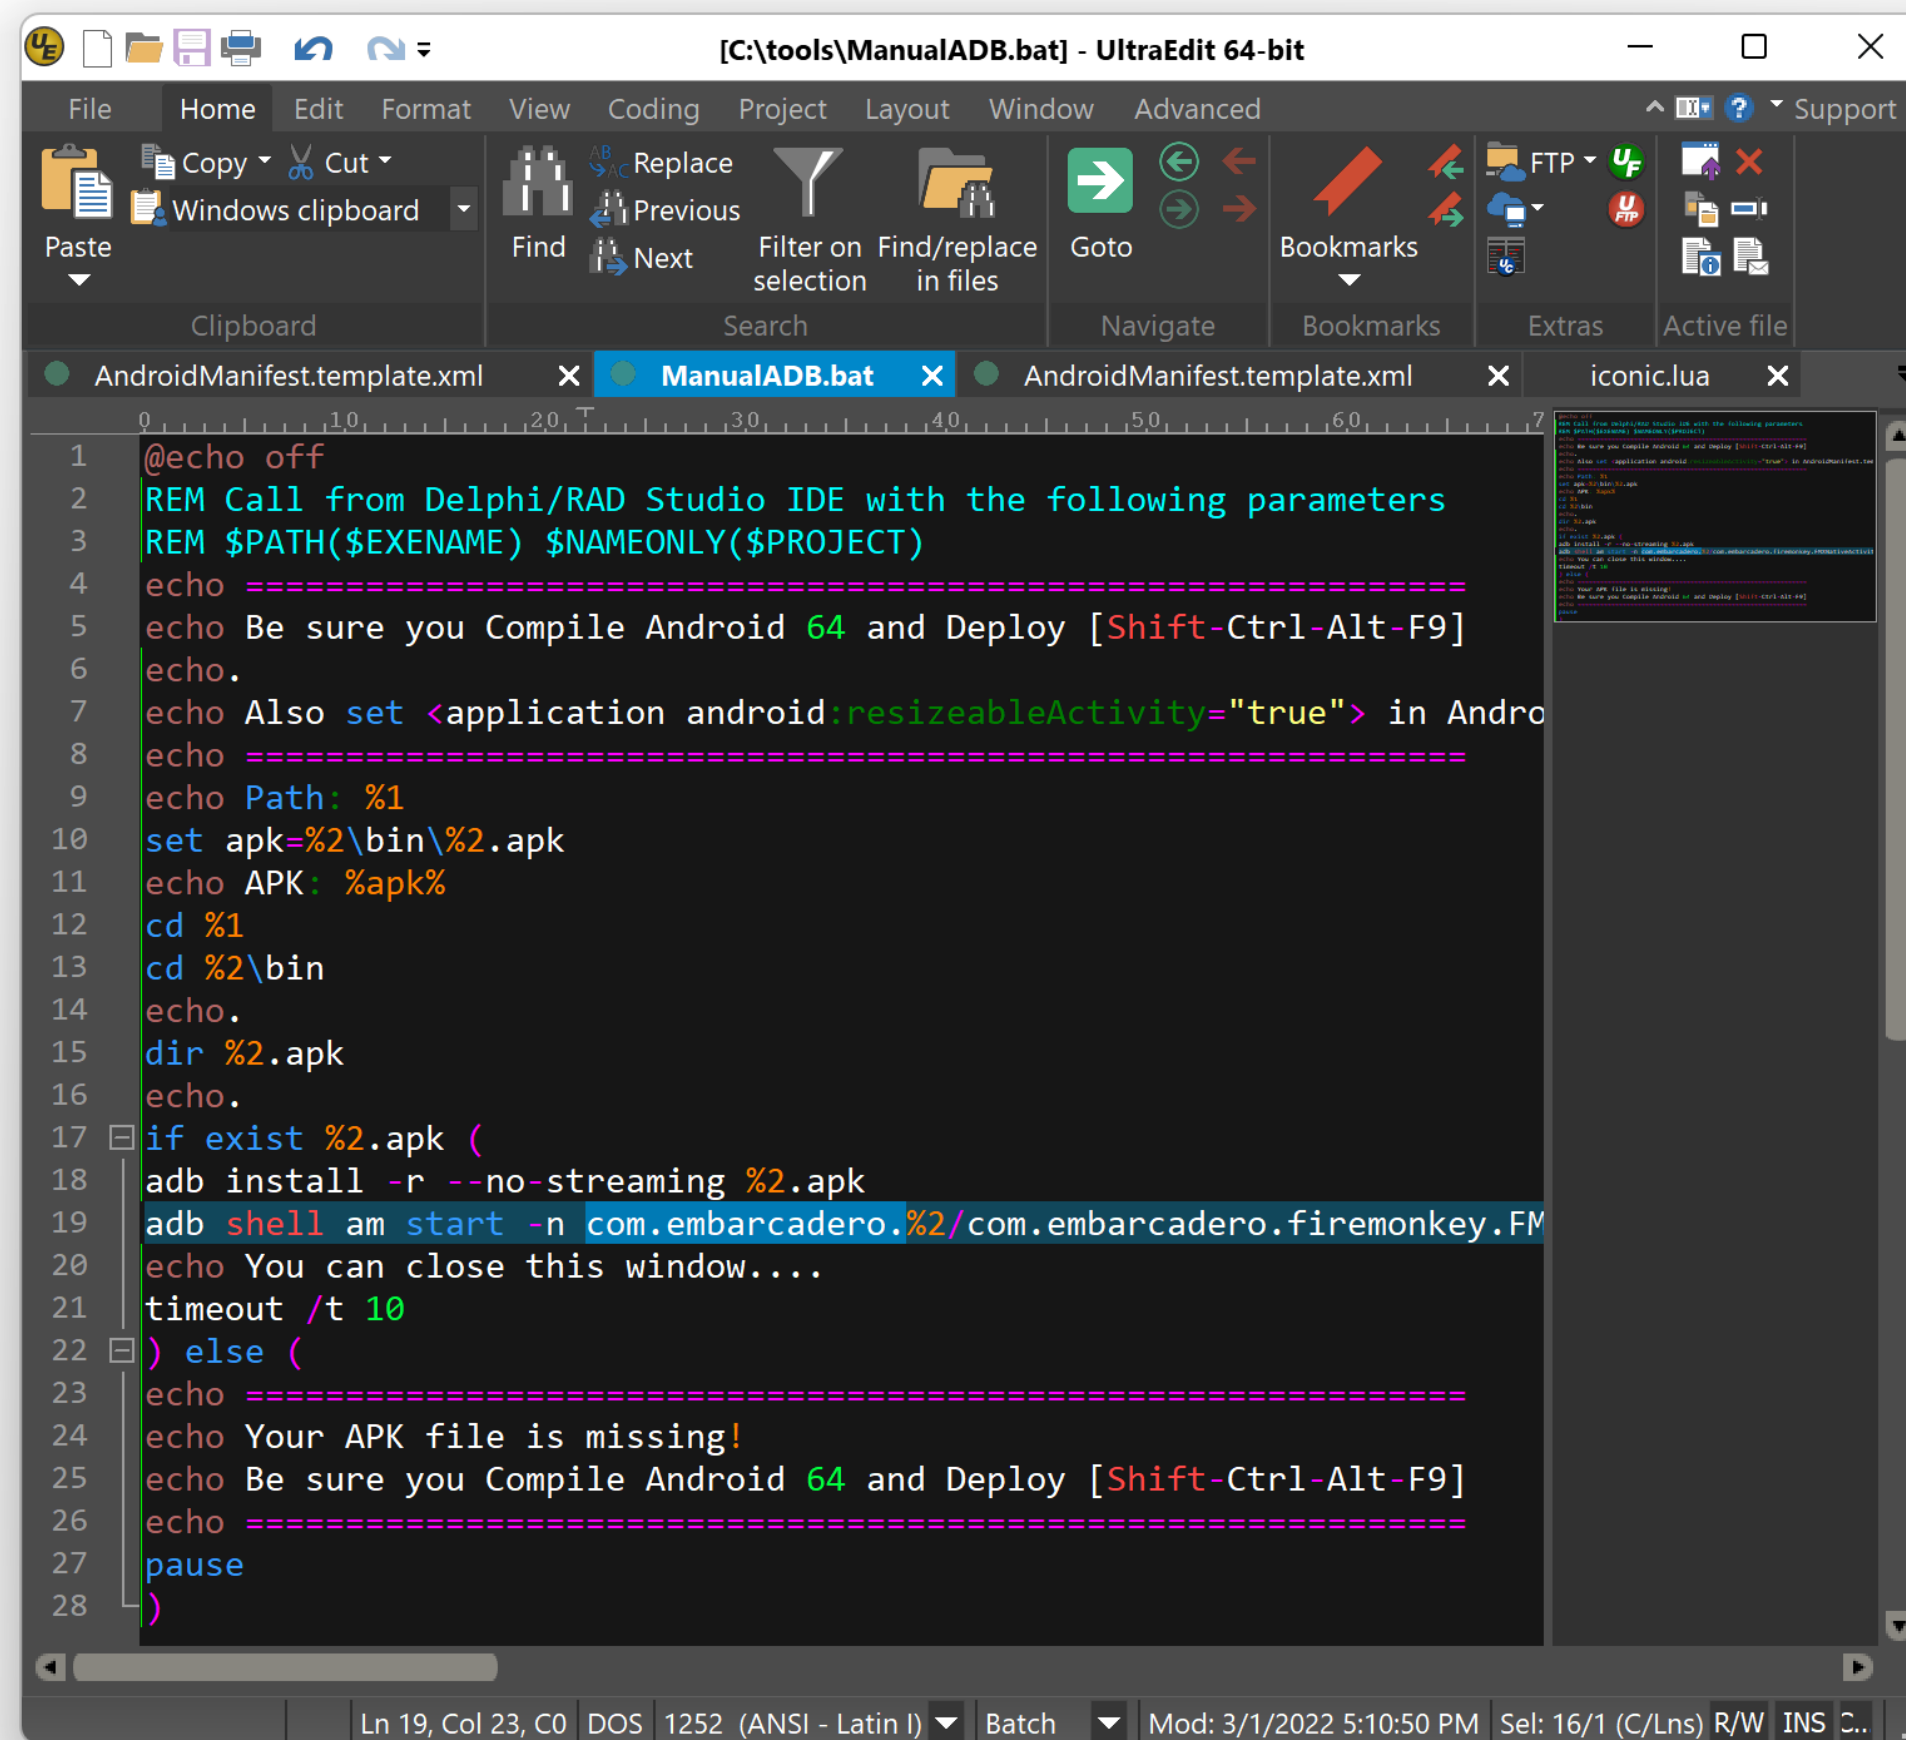 [C:\tools\ManualADB.bat] - UltraEdit 64-bit
File Home Edit Format View Coding Project Layout Window Advanced Support
Copy Cut Replace FTP
Windows clipboard Previous
Paste Find Next Filter on selection Find/replace in files Goto Bookmarks
Clipboard Search Navigate Bookmarks Extras Active file
AndroidManifest.template.xml ManualADB.bat AndroidManifest.template.xml iconic.lua
0 10 20 30 40 50 60 7
1 @echo off
2 REM Call from Delphi/RAD Studio IDE with the following parameters
3 REM $PATH($EXENAME) $NAMEONLY($PROJECT)
4 echo =============================================================
5 echo Be sure you Compile Android 64 and Deploy [Shift-Ctrl-Alt-F9]
6 echo.
7 echo Also set <application android:resizeableActivity="true"> in Andro
8 echo =============================================================
9 echo Path: %1
10 set apk=%2\bin\%2.apk
11 echo APK: %apk%
12 cd %1
13 cd %2\bin
14 echo.
15 dir %2.apk
16 echo.
17 if exist %2.apk (
18 adb install -r --no-streaming %2.apk
19 adb shell am start -n com.embarcadero.%2/com.embarcadero.firemonkey.FM
20 echo You can close this window....
21 timeout /t 10
22 ) else (
23 echo =============================================================
24 echo Your APK file is missing!
25 echo Be sure you Compile Android 64 and Deploy [Shift-Ctrl-Alt-F9]
26 echo =============================================================
27 pause
28 )
Ln 19, Col 23, C0 DOS 1252 (ANSI - Latin I) Batch Mod: 3/1/2022 5:10:50 PM Sel: 16/1 (C/Lns) R/W INS C..